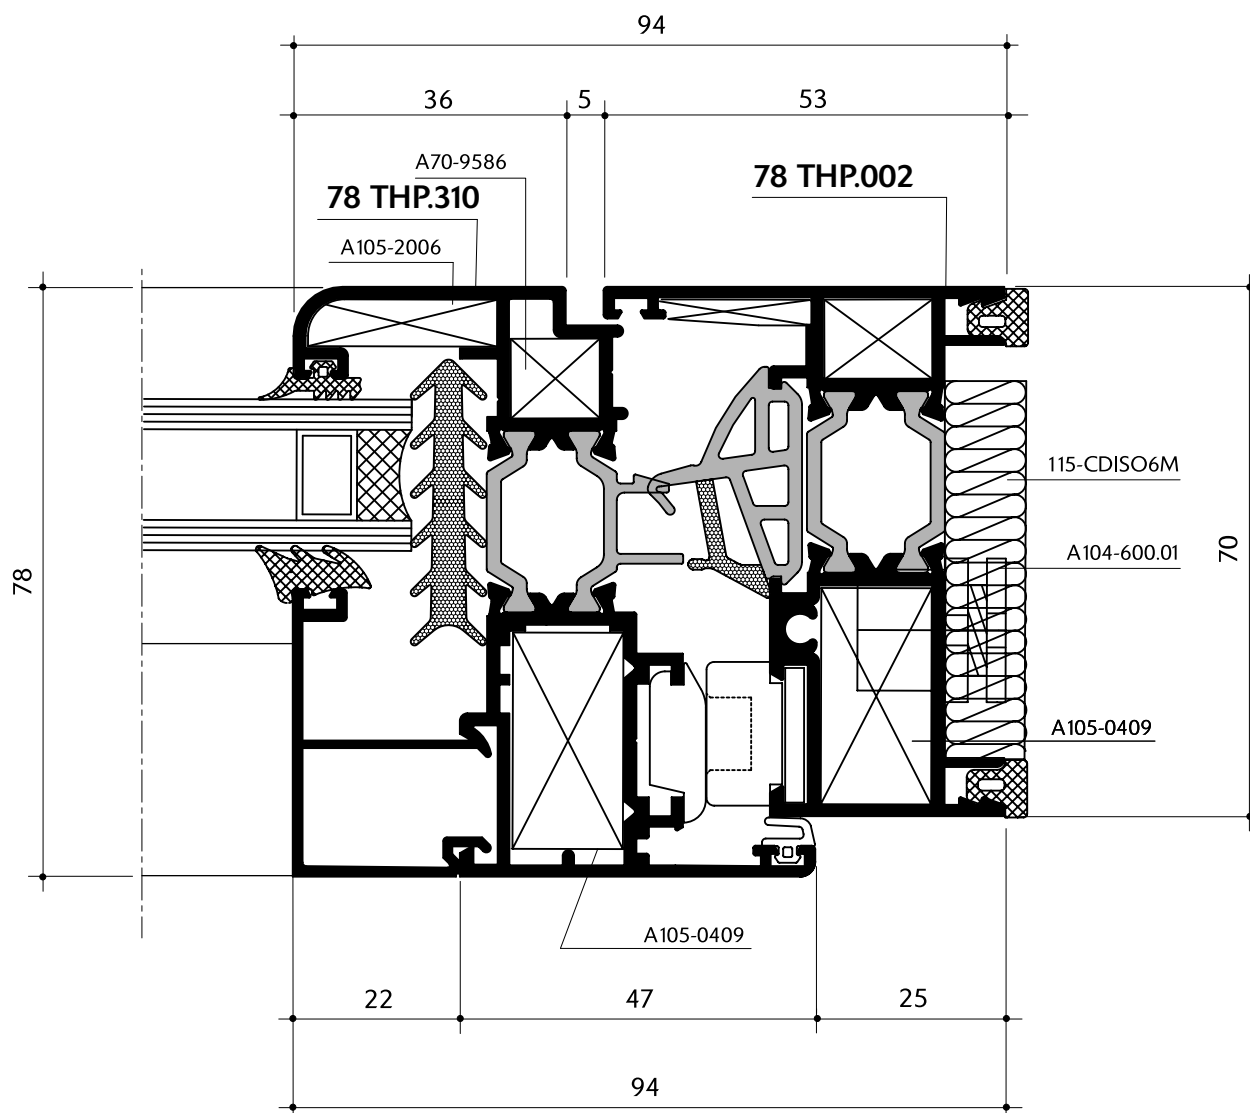 94
36
5
53
A70-9586
78 THP.310
78 THP.002
A105-2006
115-CDISO6M
A104-600.01
78
70
A105-0409
A105-0409
22
47
25
94